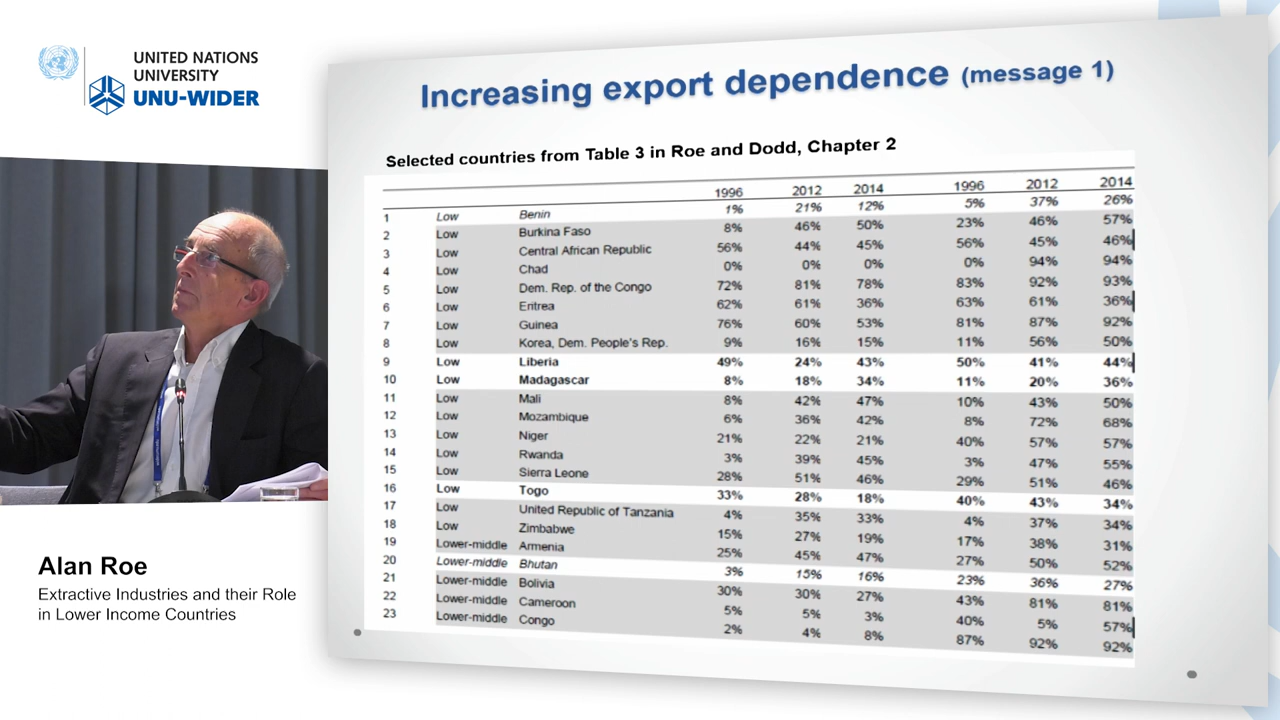 UNITED NATIONS
UNIVERSITY
UNU-WIDER
Increasing export dependence (message 1)
Selected countries from Table 3 in Roe and Dodd, Chapter 2
1996 2012 2014 1996 2012 2014
1 Low Benin 1% 21% 12% 5% 37% 26%
2 Low Burkina Faso 8% 46% 50% 23% 46% 57%
3 Low Central African Republic 56% 44% 45% 56% 45% 46%
4 Low Chad 0% 0% 0% 0% 94% 94%
5 Low Dem. Rep. of the Congo 72% 81% 78% 83% 92% 93%
6 Low Eritrea 62% 61% 36% 63% 61% 36%
7 Low Guinea 76% 60% 53% 81% 87% 92%
8 Low Korea, Dem. People's Rep. 9% 16% 15% 11% 56% 50%
9 Low Liberia 49% 24% 43% 50% 41% 44%
10 Low Madagascar 8% 18% 34% 11% 20% 36%
11 Low Mali 8% 42% 47% 10% 43% 50%
12 Low Mozambique 6% 36% 42% 8% 72% 68%
13 Low Niger 21% 22% 21% 40% 57% 57%
14 Low Rwanda 3% 39% 45% 3% 47% 55%
15 Low Sierra Leone 28% 51% 46% 29% 51% 46%
16 Low Togo 33% 28% 18% 40% 43% 34%
17 Low United Republic of Tanzania 4% 35% 33% 4% 37% 34%
18 Low Zimbabwe 15% 27% 19% 17% 38% 31%
19 Lower-middle Armenia 25% 45% 47% 27% 50% 52%
20 Lower-middle Bhutan 3% 15% 16% 23% 36% 27%
21 Lower-middle Bolivia 30% 30% 27% 43% 81% 81%
22 Lower-middle Cameroon 5% 5% 3% 40% 5% 57%
23 Lower-middle Congo 2% 4% 8% 87% 92% 92%
Alan Roe
Extractive Industries and their Role
in Lower Income Countries